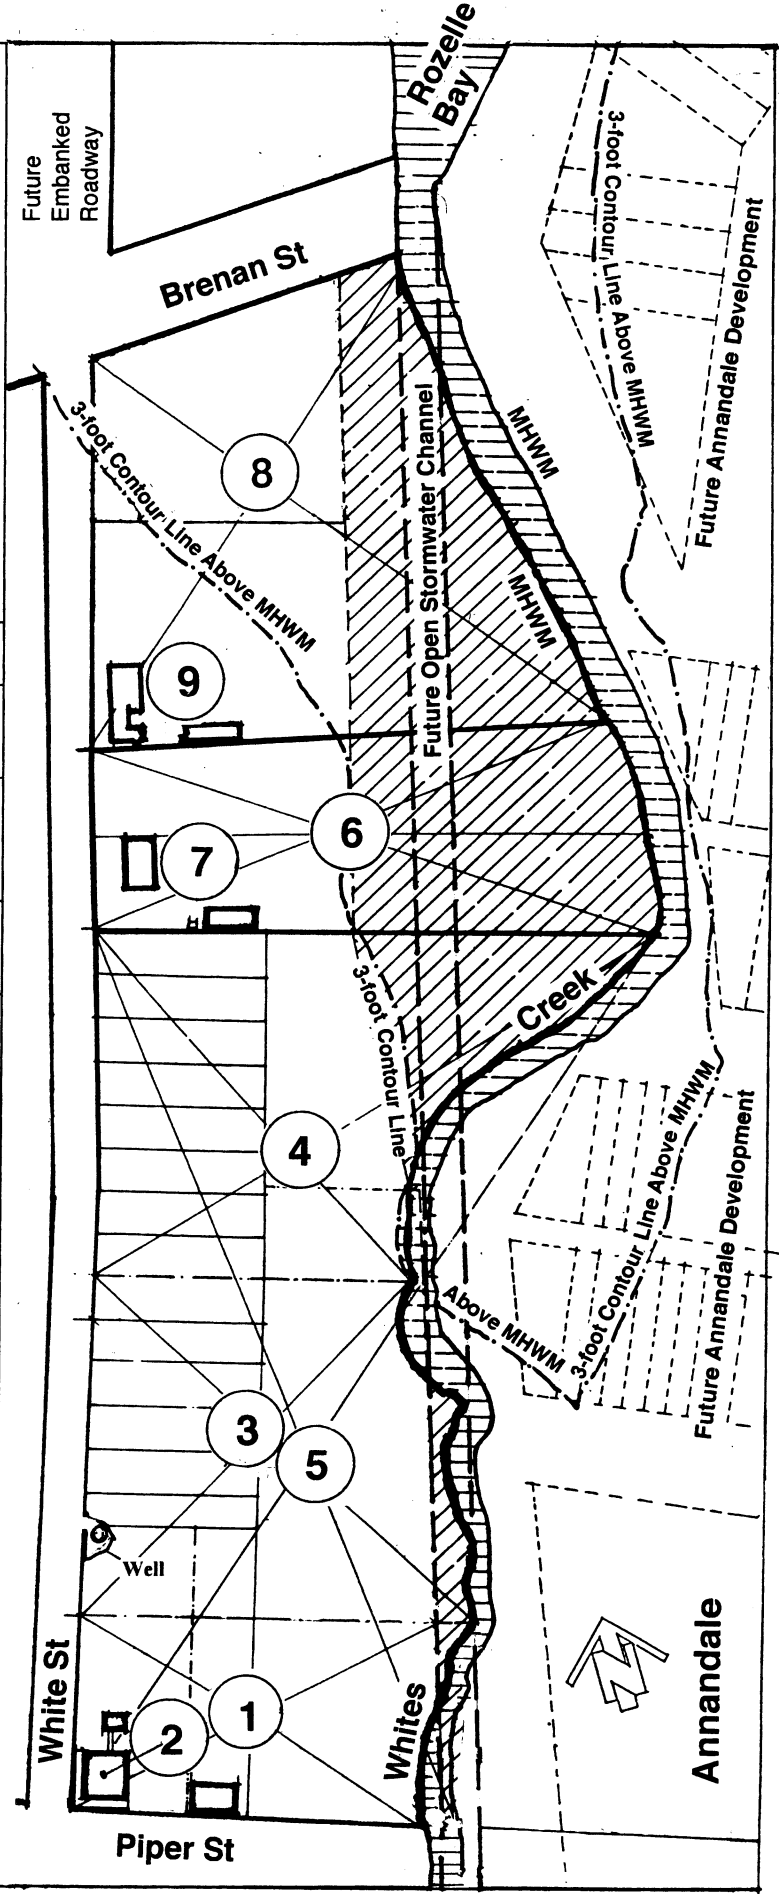 Rozelle
Bay
Future
Embanked
Roadway
3-foot Contour Line Above MHWM
Future Annandale Development
Brenan St
3-foot Contour Line Above MHWM
MHWM
8
Future Open Stormwater Channel
MHWM
9
6
7
3-foot Contour Line
Creek
4
Above MHWM
3-foot Contour Line Above MHWM
Future Annandale Development
3
5
Well
White St
1
2
Whites
Annandale
Piper St